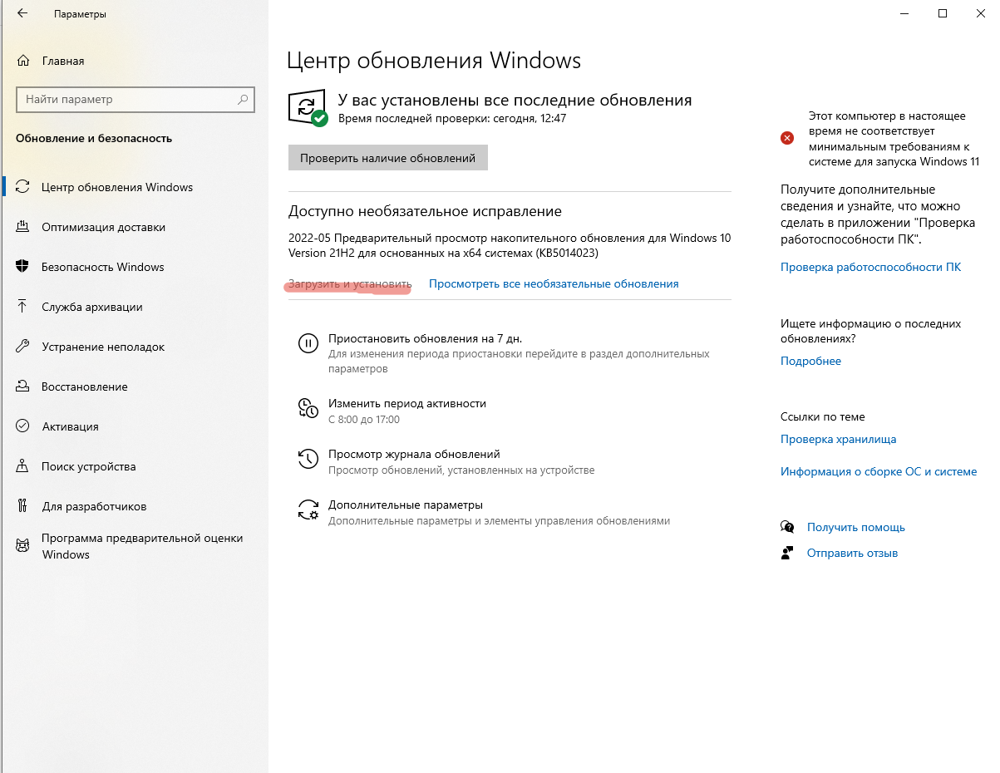 Параметры
Главная
Найти параметр
Обновление и безопасность
Центр обновления Windows
Оптимизация доставки
Безопасность Windows
Служба архивации
Устранение неполадок
Восстановление
Активация
Поиск устройства
Для разработчиков
Программа предварительной оценки
Windows
Центр обновления Windows
У вас установлены все последние обновления
Время последней проверки: сегодня, 12:47
Проверить наличие обновлений
Доступно необязательное исправление
2022-05 Предварительный просмотр накопительного обновления для Windows 10
Version 21H2 для основанных на x64 системах (KB5014023)
Загрузить и установить Просмотреть все необязательные обновления
Приостановить обновления на 7 дн.
Для изменения периода приостановки перейдите в раздел дополнительных
параметров
Изменить период активности
С 8:00 до 17:00
Просмотр журнала обновлений
Просмотр обновлений, установленных на устройстве
Дополнительные параметры
Дополнительные параметры и элементы управления обновлениями
Этот компьютер в настоящее
время не соответствует
минимальным требованиям к
системе для запуска Windows 11
Получите дополнительные
сведения и узнайте, что можно
сделать в приложении "Проверка
работоспособности ПК".
Проверка работоспособности ПК
Ищете информацию о последних
обновлениях?
Подробнее
Ссылки по теме
Проверка хранилища
Информация о сборке ОС и системе
Получить помощь
Отправить отзыв